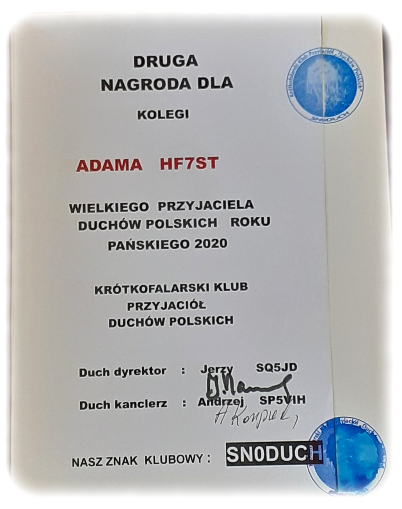 DRUGA
NAGRODA DLA
KOLEGI
ADAMA HF7ST
WIELKIEGO PRZYJACIELA
DUCHÓW POLSKICH ROKU
PAŃSKIEGO 2020
KRÓTKOFALARSKI KLUB
PRZYJACIÓŁ
DUCHÓW POLSKICH
Duch dyrektor : Jerzy SQ5JD
Duch kanclerz : Andrzej SP5VIH
NASZ ZNAK KLUBOWY : SN0DUCH